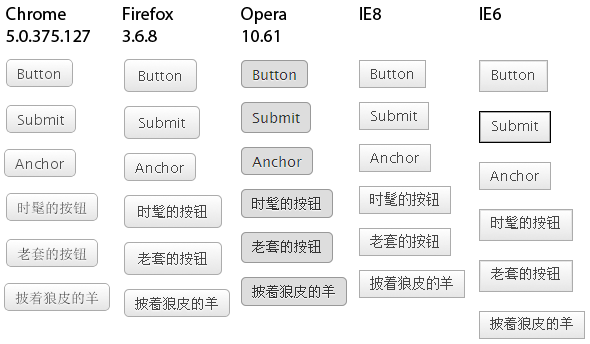 Chrome Firefox Opera IE8 IE6
5.0.375.127 3.6.8 10.61
Button Button Button Button Button
Submit Submit Submit Submit Submit
Anchor Anchor Anchor Anchor Anchor
时髦的按钮 时髦的按钮 时髦的按钮 时髦的按钮 时髦的按钮
老套的按钮 老套的按钮 老套的按钮 老套的按钮 老套的按钮
披着狼皮的羊 披着狼皮的羊 披着狼皮的羊 披着狼皮的羊 披着狼皮的羊